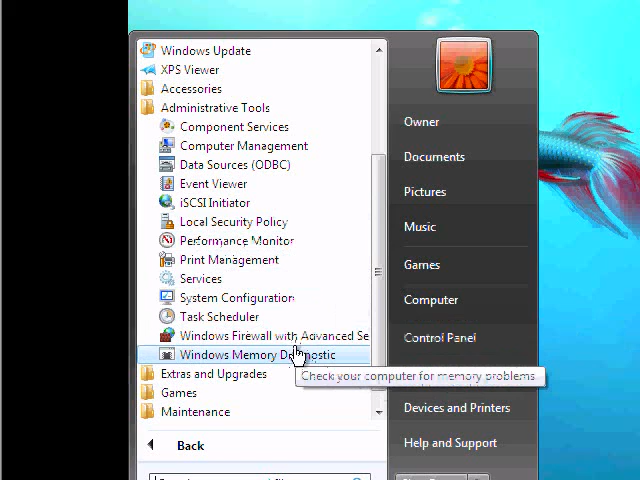 Windows Update
XPS Viewer
Accessories
Administrative Tools
Component Services
Computer Management
Data Sources (ODBC)
Event Viewer
iSCSI Initiator
Local Security Policy
Performance Monitor
Print Management
Services
System Configuration
Task Scheduler
Windows Firewall with Advanced Se
Windows Memory Diagnostic
Extras and Upgrades
Games
Maintenance
Back
Owner
Documents
Pictures
Music
Games
Computer
Control Panel
Check your computer for memory problems
Devices and Printers
Help and Support